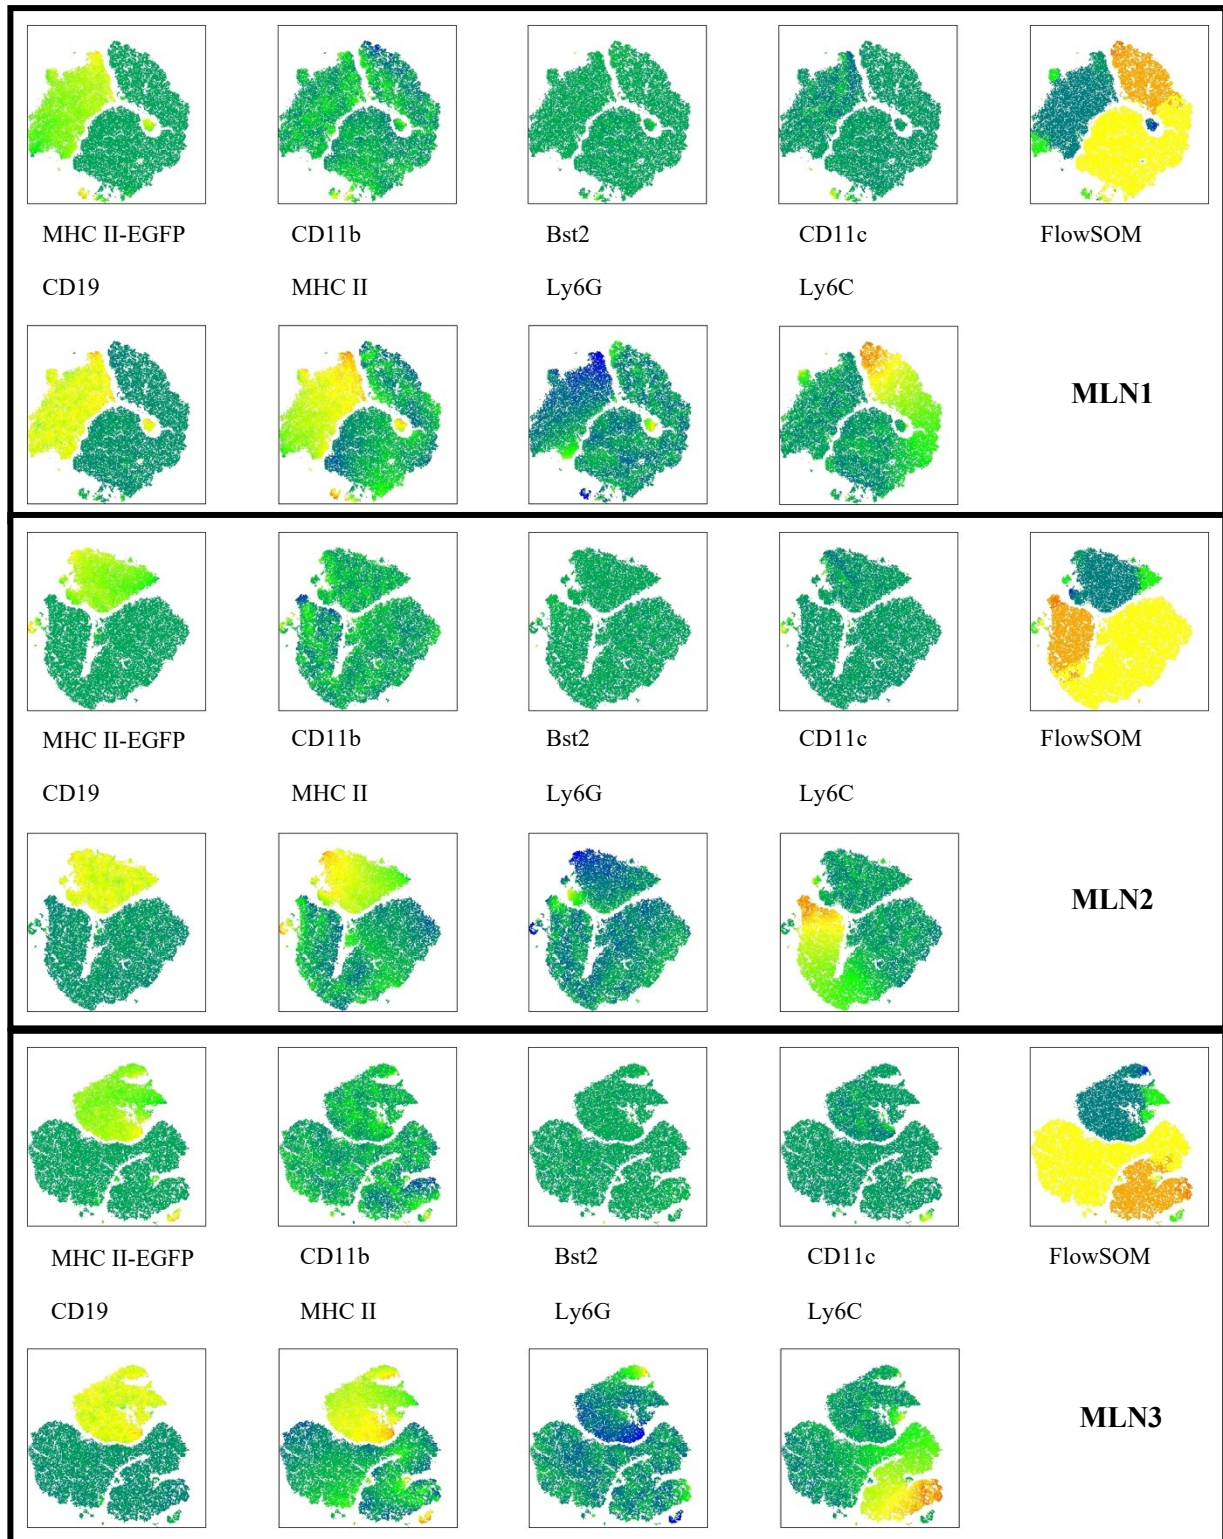 MHC II-EGFP CD11b Bst2 CD11c FlowSOM
CD19 MHC II Ly6G Ly6C
MLN1
MHC II-EGFP CD11b Bst2 CD11c FlowSOM
CD19 MHC II Ly6G Ly6C
MLN2
MHC II-EGFP CD11b Bst2 CD11c FlowSOM
CD19 MHC II Ly6G Ly6C
MLN3